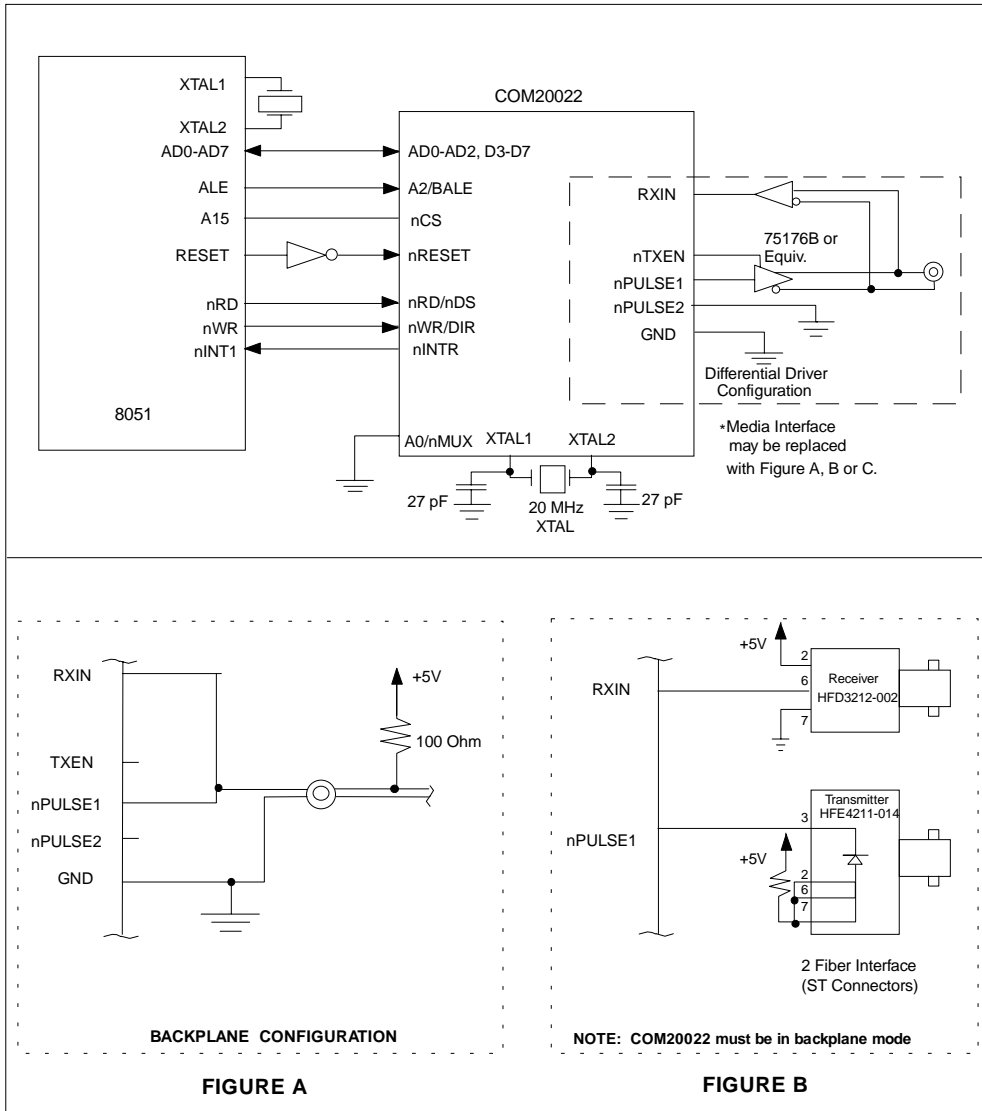 COM20022
XTAL1
XTAL2
AD0-AD7
AD0-AD2, D3-D7
ALE
A2/BALE
A15
nCS
RESET
nRESET
nRD
nRD/nDS
nWR
nWR/DIR
nINT1
nINTR
8051
RXIN
75176B or
Equiv.
nTXEN
nPULSE1
nPULSE2
GND
Differential Driver
Configuration
*Media Interface
may be replaced
with Figure A, B or C.
A0/nMUX
XTAL1
XTAL2
27 pF
20 MHz
XTAL
27 pF
RXIN
+5V
100 Ohm
TXEN
nPULSE1
nPULSE2
GND
BACKPLANE CONFIGURATION
FIGURE A
+5V
2
6
7
Receiver
HFD3212-002
RXIN
Transmitter
HFE4211-014
3
nPULSE1
+5V
2
6
7
2 Fiber Interface
(ST Connectors)
NOTE: COM20022 must be in backplane mode
FIGURE B